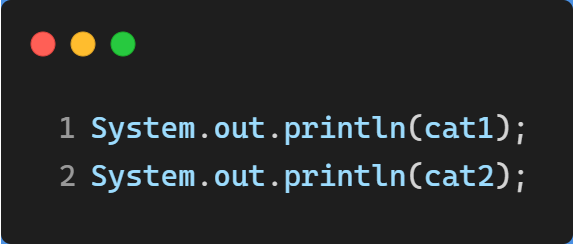 1 System.out.println(cat1);
2 System.out.println(cat2);